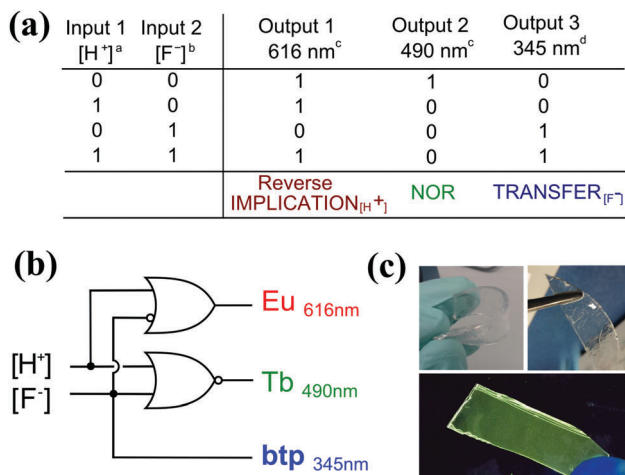 (a)
Input 1 Input 2 Output 1 Output 2 Output 3
[H⁺]ᵃ [F⁻]ᵇ 616 nmᶜ 490 nmᶜ 345 nmᵈ
0 0 1 1 0
1 0 1 0 0
0 1 0 0 1
1 1 1 0 1
Reverse
IMPLICATION[H⁺] NOR TRANSFER[F⁻]
(b)
Eu 616nm
[H⁺]
[F⁻]
Tb 490nm
btp 345nm
(c)